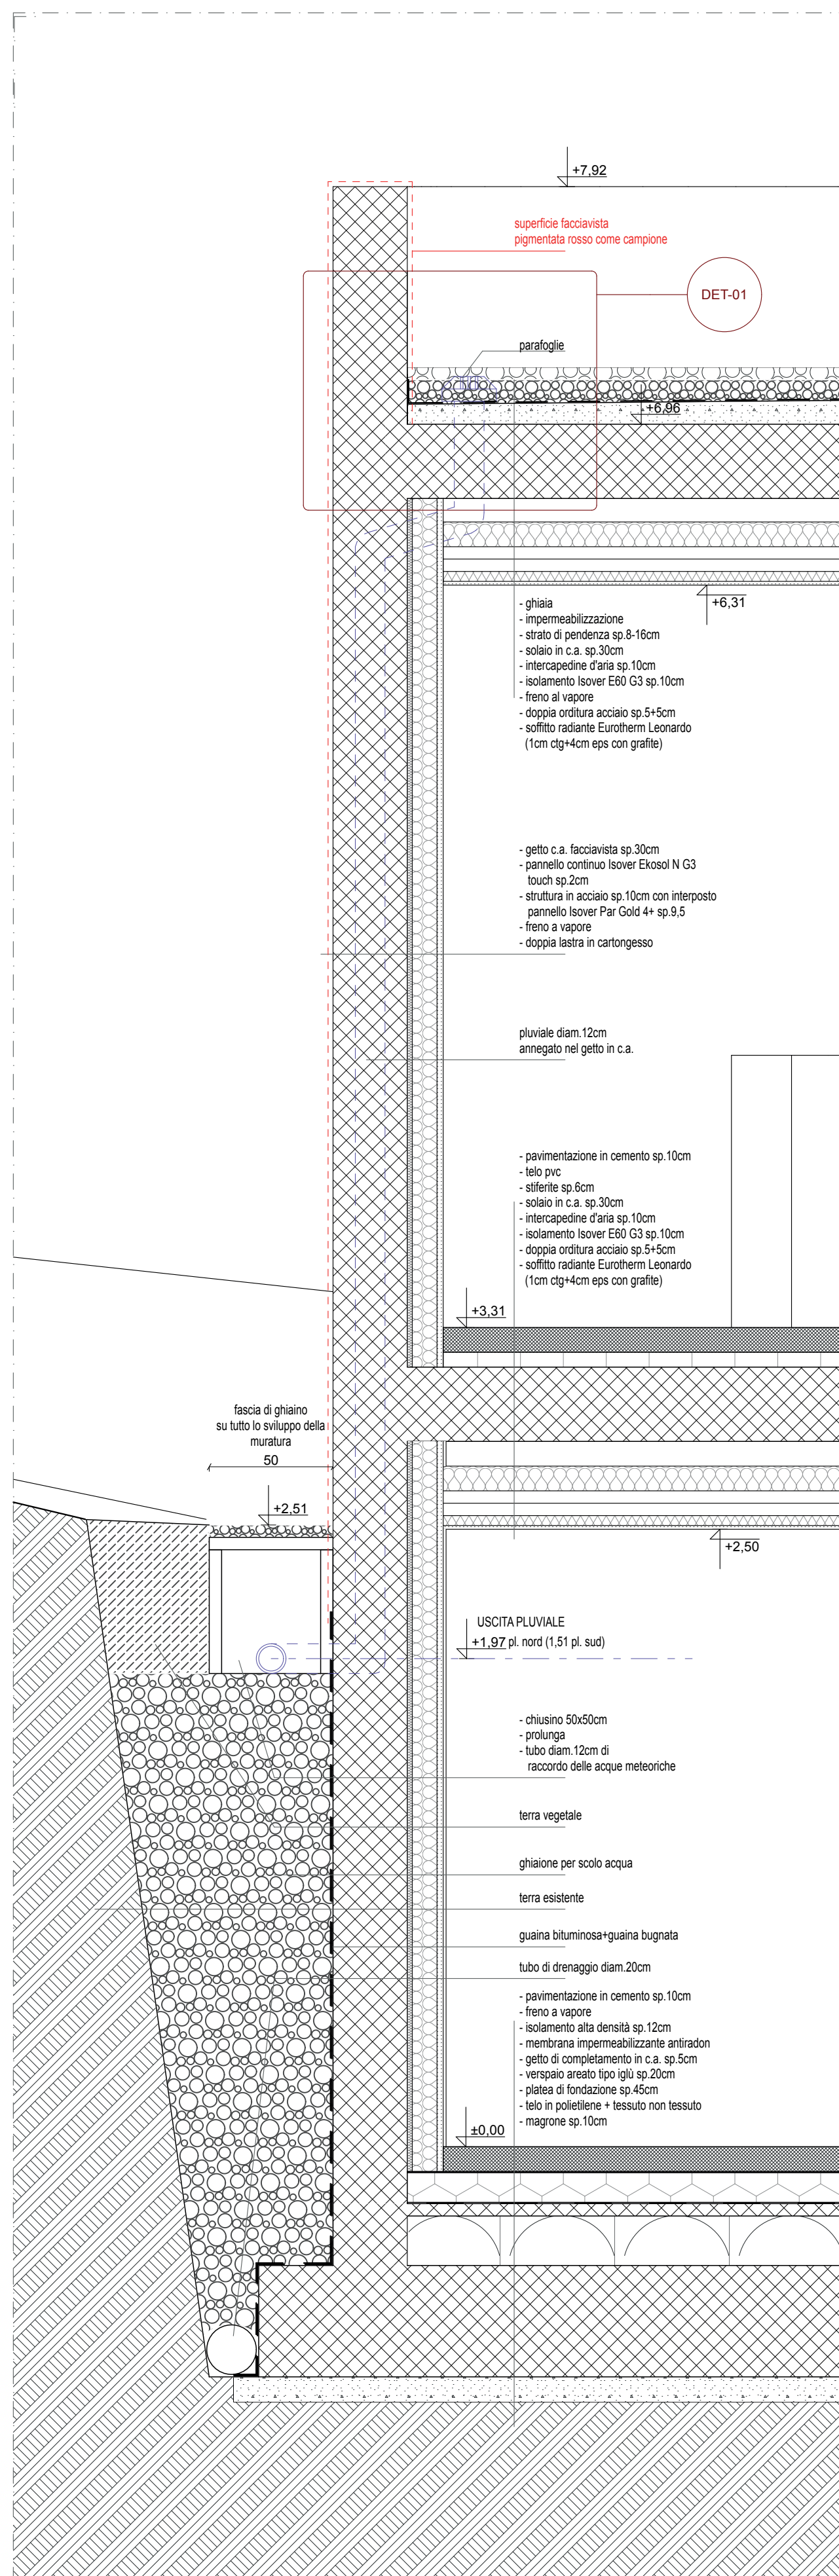 +7,92
superficie facciavista
pigmentata rosso come campione
DET-01
parafoglie
+6,96
+6,31
- ghiaia
- impermeabilizzazione
- strato di pendenza sp.8-16cm
- solaio in c.a. sp.30cm
- intercapedine d'aria sp.10cm
- isolamento Isover E60 G3 sp.10cm
- freno al vapore
- doppia orditura acciaio sp.5+5cm
- soffitto radiante Eurotherm Leonardo
(1cm ctg+4cm eps con grafite)
- getto c.a. facciavista sp.30cm
- pannello continuo Isover Ekosol N G3
touch sp.2cm
- struttura in acciaio sp.10cm con interposto
pannello Isover Par Gold 4+ sp.9,5
- freno a vapore
- doppia lastra in cartongesso
pluviale diam.12cm
annegato nel getto in c.a.
- pavimentazione in cemento sp.10cm
- telo pvc
- stiferite sp.6cm
- solaio in c.a. sp.30cm
- intercapedine d'aria sp.10cm
- isolamento Isover E60 G3 sp.10cm
- doppia orditura acciaio sp.5+5cm
- soffitto radiante Eurotherm Leonardo
(1cm ctg+4cm eps con grafite)
+3,31
fascia di ghiaino
su tutto lo sviluppo della
muratura
50
+2,51
+2,50
USCITA PLUVIALE
+1,97 pl. nord (1,51 pl. sud)
- chiusino 50x50cm
- prolunga
- tubo diam.12cm di
raccordo delle acque meteoriche
terra vegetale
ghiaione per scolo acqua
terra esistente
guaina bituminosa+guaina bugnata
tubo di drenaggio diam.20cm
- pavimentazione in cemento sp.10cm
- freno a vapore
- isolamento alta densità sp.12cm
- membrana impermeabilizzante antiradon
- getto di completamento in c.a. sp.5cm
- verspaio areato tipo iglù sp.20cm
- platea di fondazione sp.45cm
- telo in polietilene + tessuto non tessuto
- magrone sp.10cm
±0,00